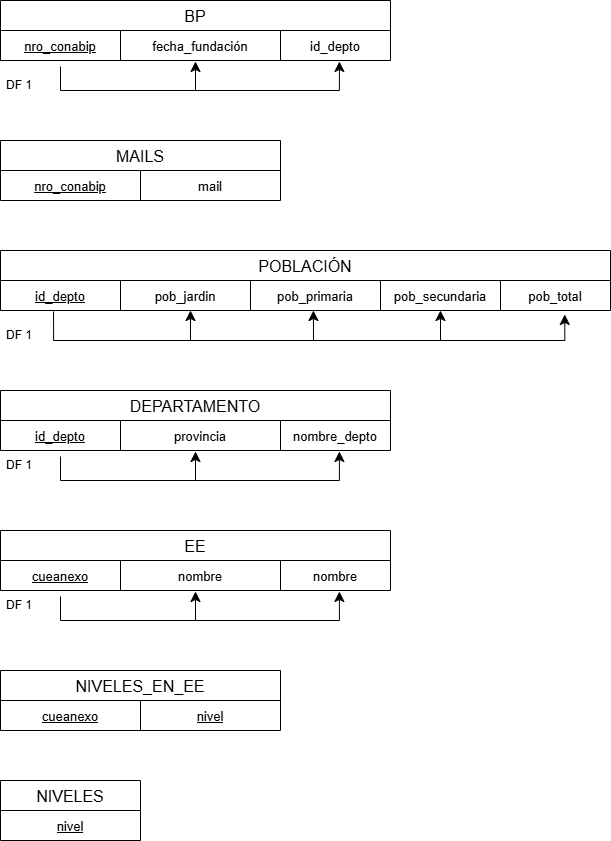 BP
nro_conabip fecha_fundación id_depto
DF 1
MAILS
nro_conabip mail
POBLACIÓN
id_depto pob_jardin pob_primaria pob_secundaria pob_total
DF 1
DEPARTAMENTO
id_depto provincia nombre_depto
DF 1
EE
cueanexo nombre nombre
DF 1
NIVELES_EN_EE
cueanexo nivel
NIVELES
nivel